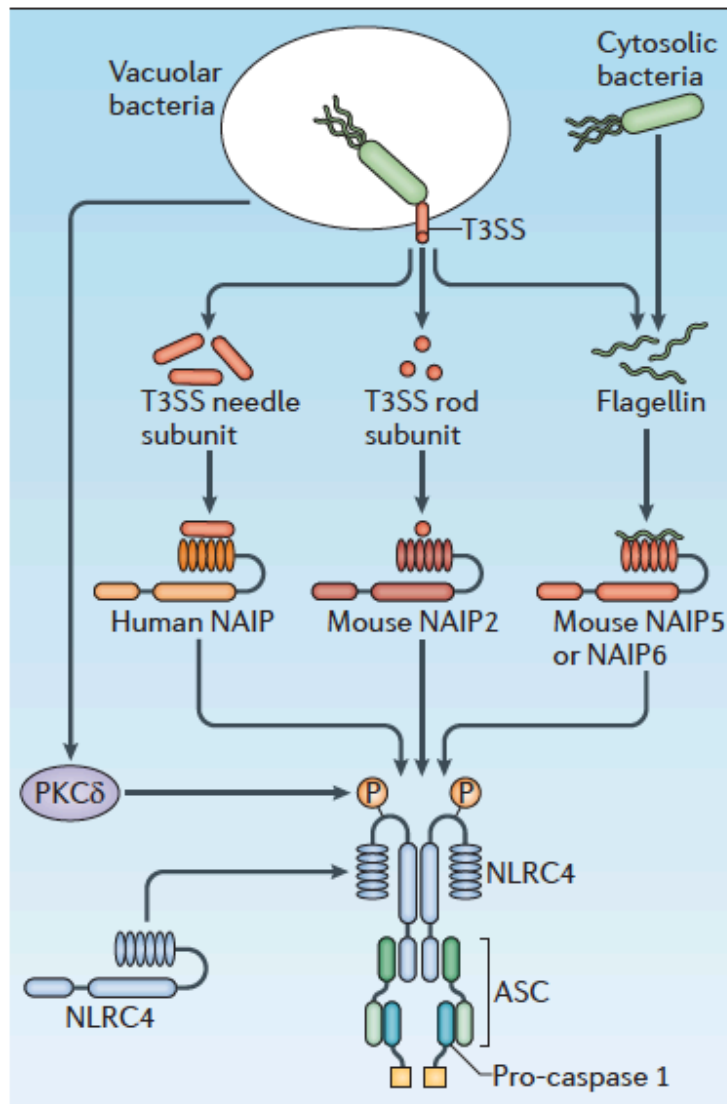 Vacuolar
bacteria
Cytosolic
bacteria
T3SS
T3SS needle
subunit
T3SS rod
subunit
Flagellin
Human NAIP
Mouse NAIP2
Mouse NAIP5
or NAIP6
PKCδ
P
P
NLRC4
NLRC4
ASC
Pro-caspase 1